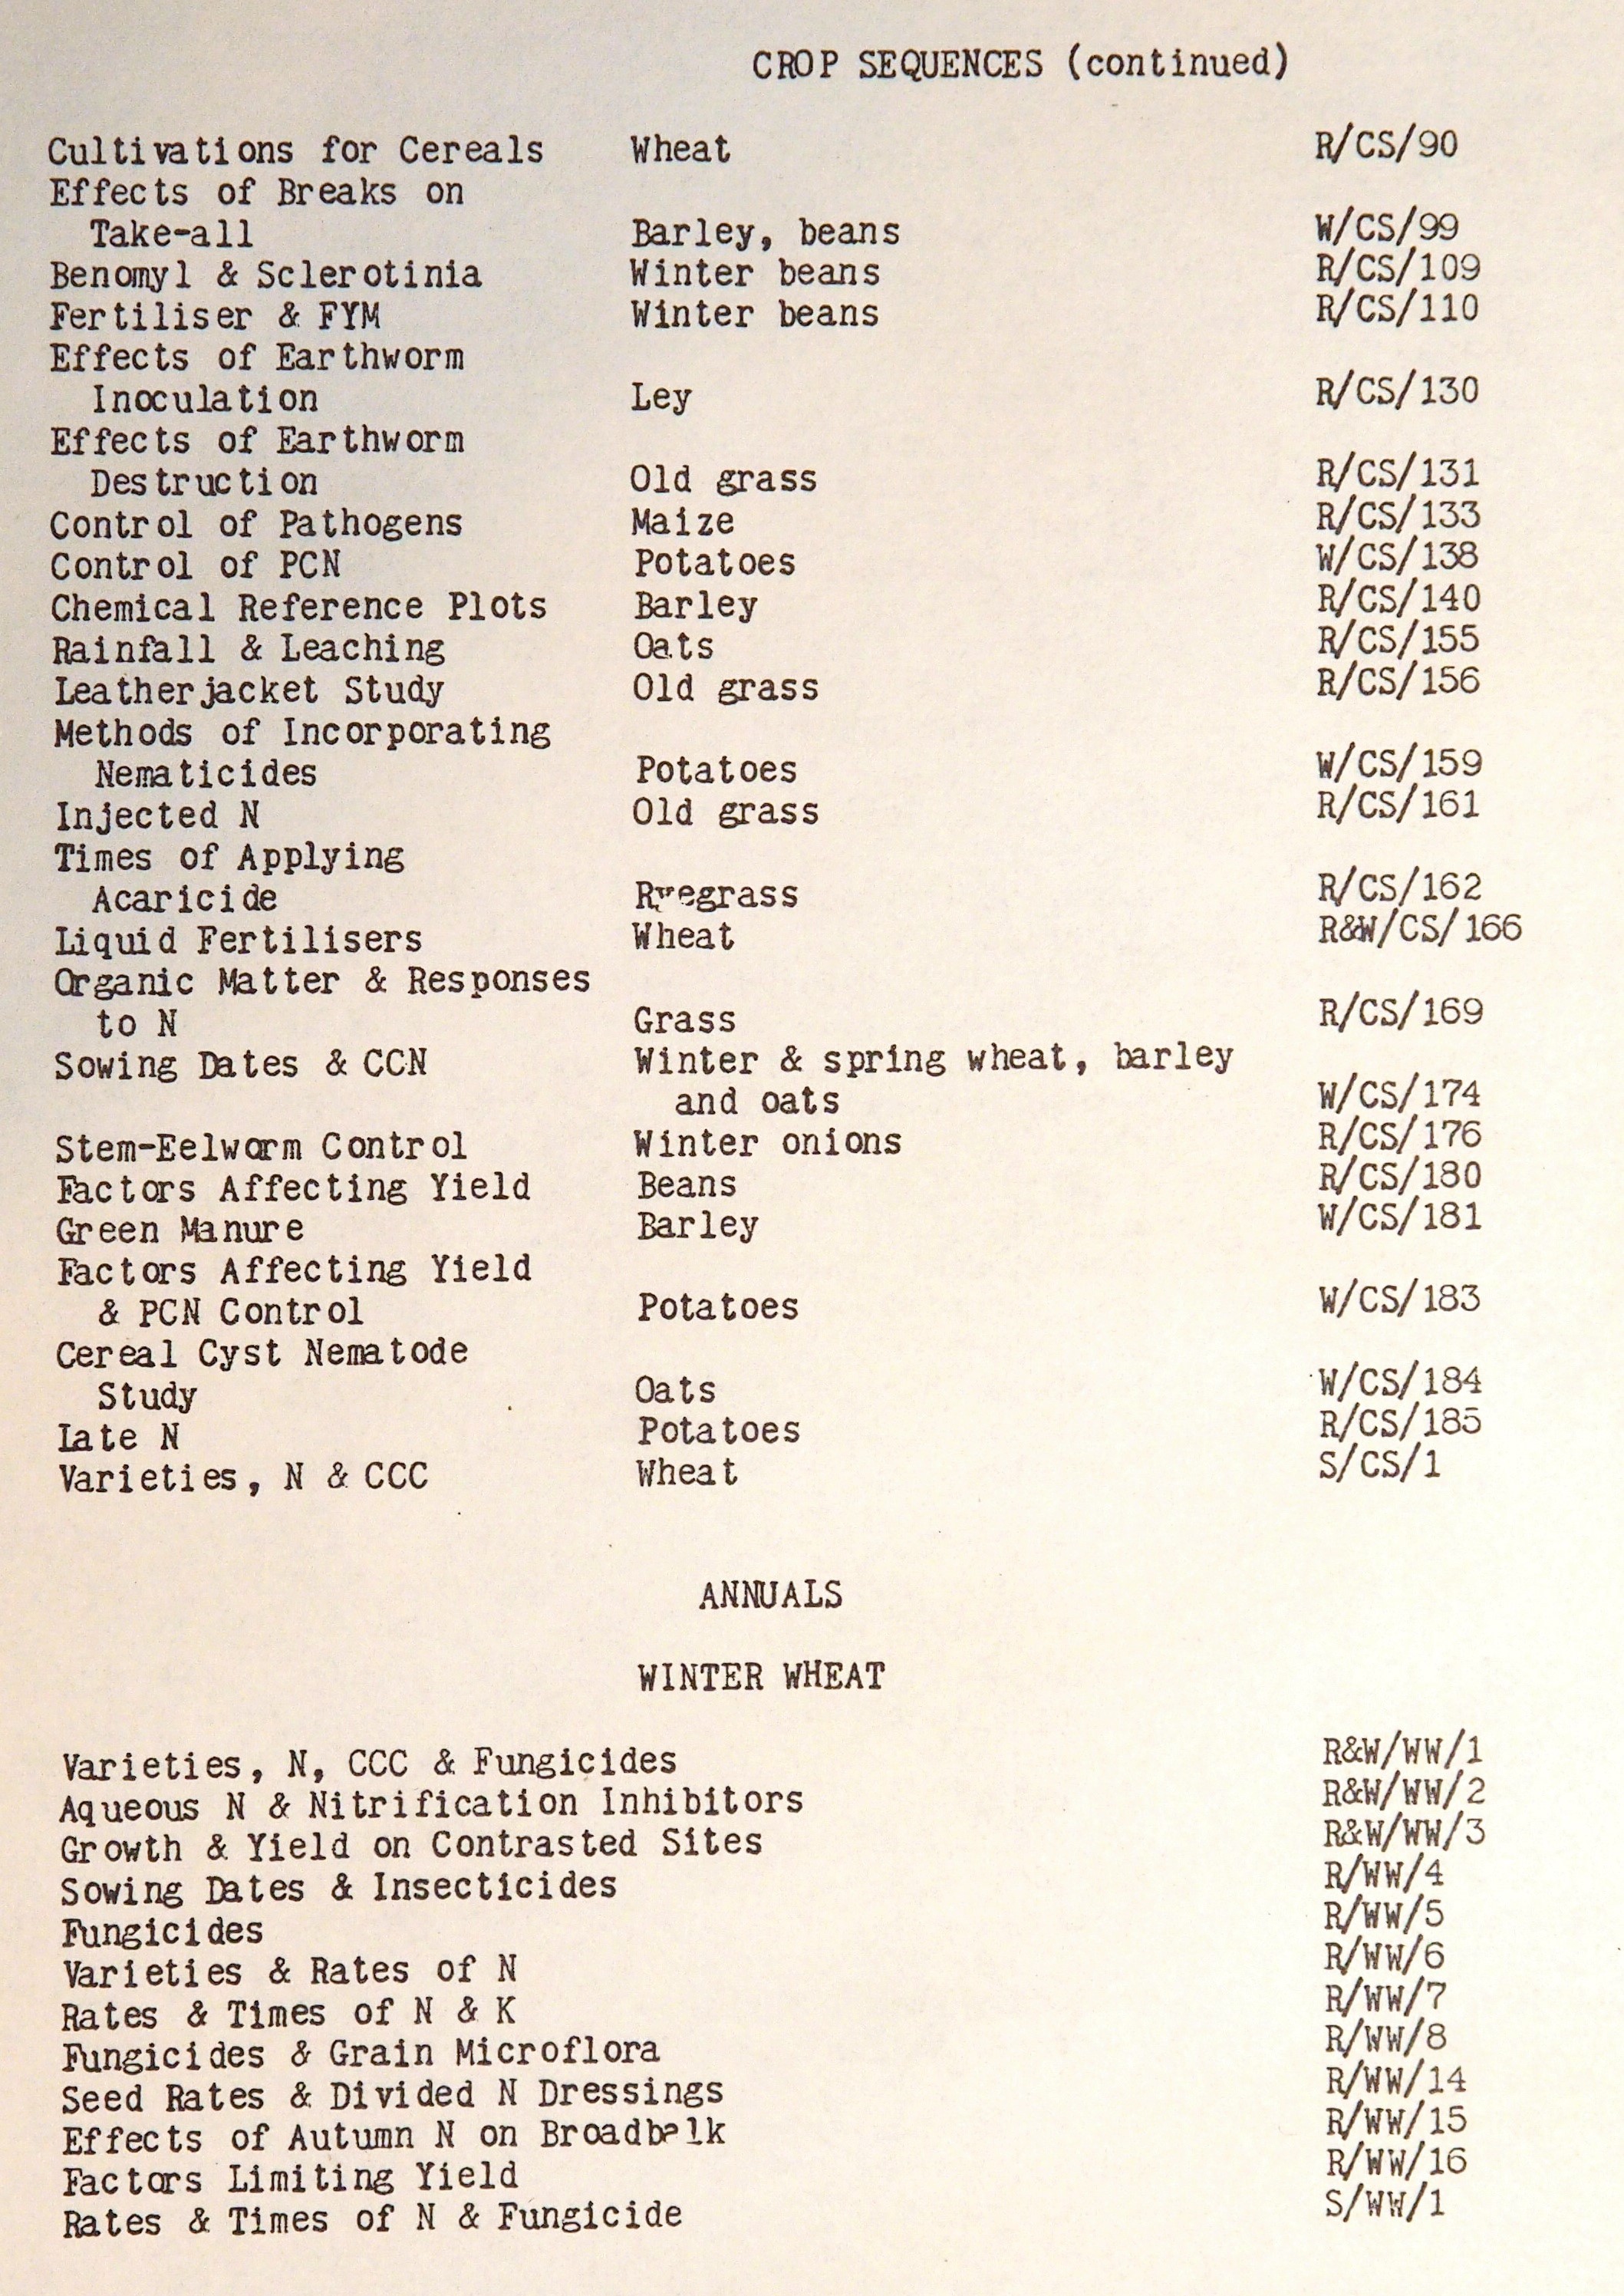 CROP SEQUENCES (continued)
Cultivations for Cereals Wheat R/CS/90
Effects of Breaks on
Take-all Barley, beans W/CS/99
Benomyl & Sclerotinia Winter beans R/CS/109
Fertiliser & FYM Winter beans R/CS/110
Effects of Earthworm
Inoculation Ley R/CS/130
Effects of Earthworm
Destruction Old grass R/CS/131
Control of Pathogens Maize R/CS/133
Control of PCN Potatoes W/CS/138
Chemical Reference Plots Barley R/CS/140
Rainfall & Leaching Oats R/CS/155
Leatherjacket Study Old grass R/CS/156
Methods of Incorporating
Nematicides Potatoes W/CS/159
Injected N Old grass R/CS/161
Times of Applying
Acaricide Ryegrass R/CS/162
Liquid Fertilisers Wheat R&W/CS/166
Organic Matter & Responses
to N Grass R/CS/169
Sowing Dates & CCN Winter & spring wheat, barley
and oats W/CS/174
Stem-Eelworm Control Winter onions R/CS/176
Factors Affecting Yield Beans R/CS/180
Green Manure Barley W/CS/181
Factors Affecting Yield
& PCN Control Potatoes W/CS/183
Cereal Cyst Nematode
Study Oats W/CS/184
Late N Potatoes R/CS/185
Varieties, N & CCC Wheat S/CS/1
ANNUALS
WINTER WHEAT
Varieties, N, CCC & Fungicides R&W/WW/1
Aqueous N & Nitrification Inhibitors R&W/WW/2
Growth & Yield on Contrasted Sites R&W/WW/3
Sowing Dates & Insecticides R/WW/4
Fungicides R/WW/5
Varieties & Rates of N R/WW/6
Rates & Times of N & K R/WW/7
Fungicides & Grain Microflora R/WW/8
Seed Rates & Divided N Dressings R/WW/14
Effects of Autumn N on Broadbalk R/WW/15
Factors Limiting Yield R/WW/16
Rates & Times of N & Fungicide S/WW/1